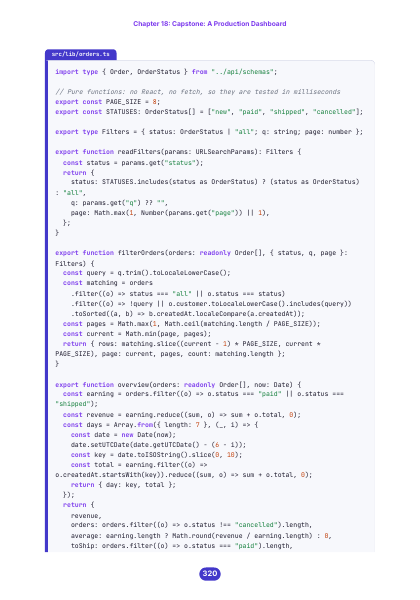 Chapter 18: Capstone: A Production Dashboard
src/lib/orders.ts
import type { Order, OrderStatus } from "../api/schemas";
// Pure functions: no React, no fetch, so they are tested in milliseconds
export const PAGE_SIZE = 8;
export const STATUSES: OrderStatus[] = ["new", "paid", "shipped", "cancelled"];
export type Filters = { status: OrderStatus | "all"; q: string; page: number };
export function readFilters(params: URLSearchParams): Filters {
  const status = params.get("status");
  return {
    status: STATUSES.includes(status as OrderStatus) ? (status as OrderStatus)
: "all",
    q: params.get("q") ?? "",
    page: Math.max(1, Number(params.get("page")) || 1),
  };
}
export function filterOrders(orders: readonly Order[], { status, q, page }:
Filters) {
  const query = q.trim().toLocaleLowerCase();
  const matching = orders
    .filter((o) => status === "all" || o.status === status)
    .filter((o) => !query || o.customer.toLocaleLowerCase().includes(query))
    .toSorted((a, b) => b.createdAt.localeCompare(a.createdAt));
  const pages = Math.max(1, Math.ceil(matching.length / PAGE_SIZE));
  const current = Math.min(page, pages);
  return { rows: matching.slice((current - 1) * PAGE_SIZE, current *
PAGE_SIZE), page: current, pages, count: matching.length };
}
export function overview(orders: readonly Order[], now: Date) {
  const earning = orders.filter((o) => o.status === "paid" || o.status ===
"shipped");
  const revenue = earning.reduce((sum, o) => sum + o.total, 0);
  const days = Array.from({ length: 7 }, (_, i) => {
    const date = new Date(now);
    date.setUTCDate(date.getUTCDate() - (6 - i));
    const key = date.toISOString().slice(0, 10);
    const total = earning.filter((o) =>
o.createdAt.startsWith(key)).reduce((sum, o) => sum + o.total, 0);
    return { day: key, total };
  });
  return {
    revenue,
    orders: orders.filter((o) => o.status !== "cancelled").length,
    average: earning.length ? Math.round(revenue / earning.length) : 0,
    toShip: orders.filter((o) => o.status === "paid").length,
320